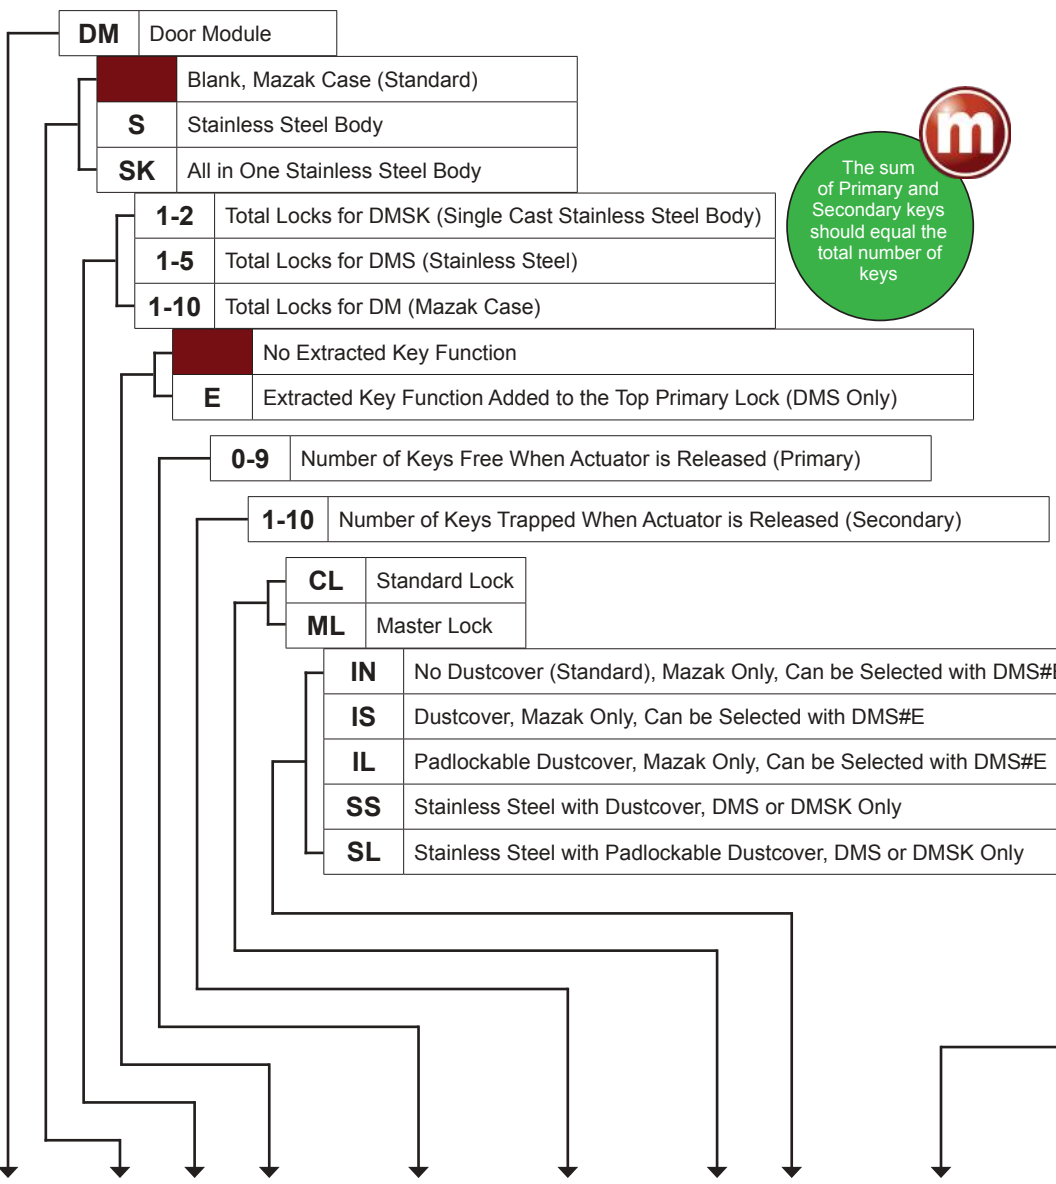 DM Door Module
Blank, Mazak Case (Standard)
S Stainless Steel Body
SK All in One Stainless Steel Body
m
The sum
of Primary and
Secondary keys
should equal the
total number of
keys
1-2 Total Locks for DMSK (Single Cast Stainless Steel Body)
1-5 Total Locks for DMS (Stainless Steel)
1-10 Total Locks for DM (Mazak Case)
No Extracted Key Function
E Extracted Key Function Added to the Top Primary Lock (DMS Only)
0-9 Number of Keys Free When Actuator is Released (Primary)
1-10 Number of Keys Trapped When Actuator is Released (Secondary)
CL Standard Lock
ML Master Lock
IN No Dustcover (Standard), Mazak Only, Can be Selected with DMS#E
IS Dustcover, Mazak Only, Can be Selected with DMS#E
IL Padlockable Dustcover, Mazak Only, Can be Selected with DMS#E
SS Stainless Steel with Dustcover, DMS or DMSK Only
SL Stainless Steel with Padlockable Dustcover, DMS or DMSK Only